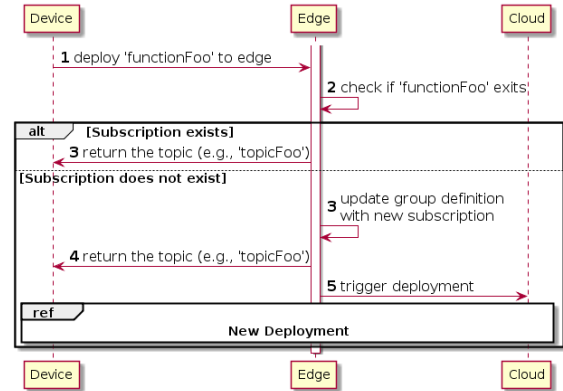 Device Edge Cloud
1 deploy 'functionFoo' to edge
2 check if 'functionFoo' exits
alt [Subscription exists]
3 return the topic (e.g., 'topicFoo')
[Subscription does not exist]
3 update group definition
with new subscription
4 return the topic (e.g., 'topicFoo')
5 trigger deployment
ref
New Deployment
Device Edge Cloud